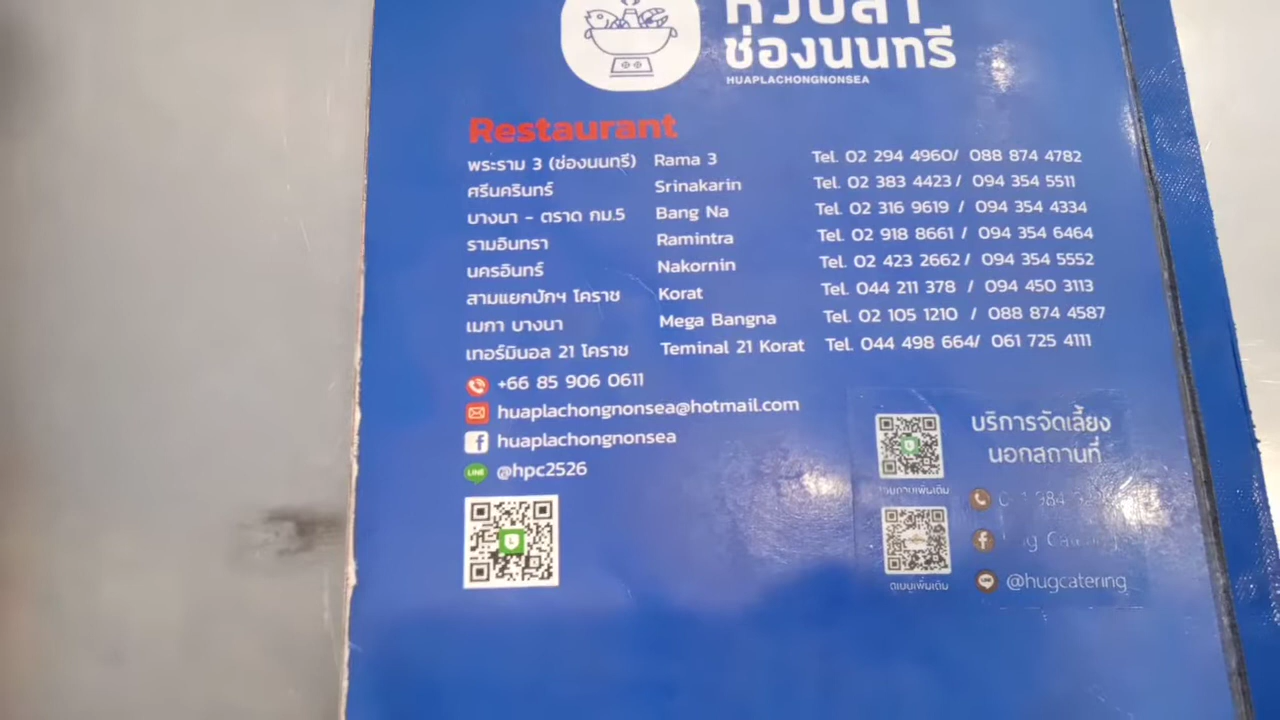 หัวปลา
ช่องนนทรี
HUAPLACHONGNONSEA
Restaurant
พระราม 3 (ช่องนนทรี) Rama 3 Tel. 02 294 4960/ 088 874 4782
ศรีนครินทร์ Srinakarin Tel. 02 383 4423 / 094 354 5511
บางนา - ตราด กม.5 Bang Na Tel. 02 316 9619 / 094 354 4334
รามอินทรา Ramintra Tel. 02 918 8661 / 094 354 6464
นครอินทร์ Nakornin Tel. 02 423 2662 / 094 354 5552
สามแยกปักฯ โคราช Korat Tel. 044 211 378 / 094 450 3113
เมกา บางนา Mega Bangna Tel. 02 105 1210 / 088 874 4587
เทอร์มินอล 21 โคราช Teminal 21 Korat Tel. 044 498 664/ 061 725 4111
+66 85 906 0611
huaplachongnonsea@hotmail.com
huaplachongnonsea
LINE @hpc2526
บริการจัดเลี้ยง
นอกสถานที่
@hugcatering